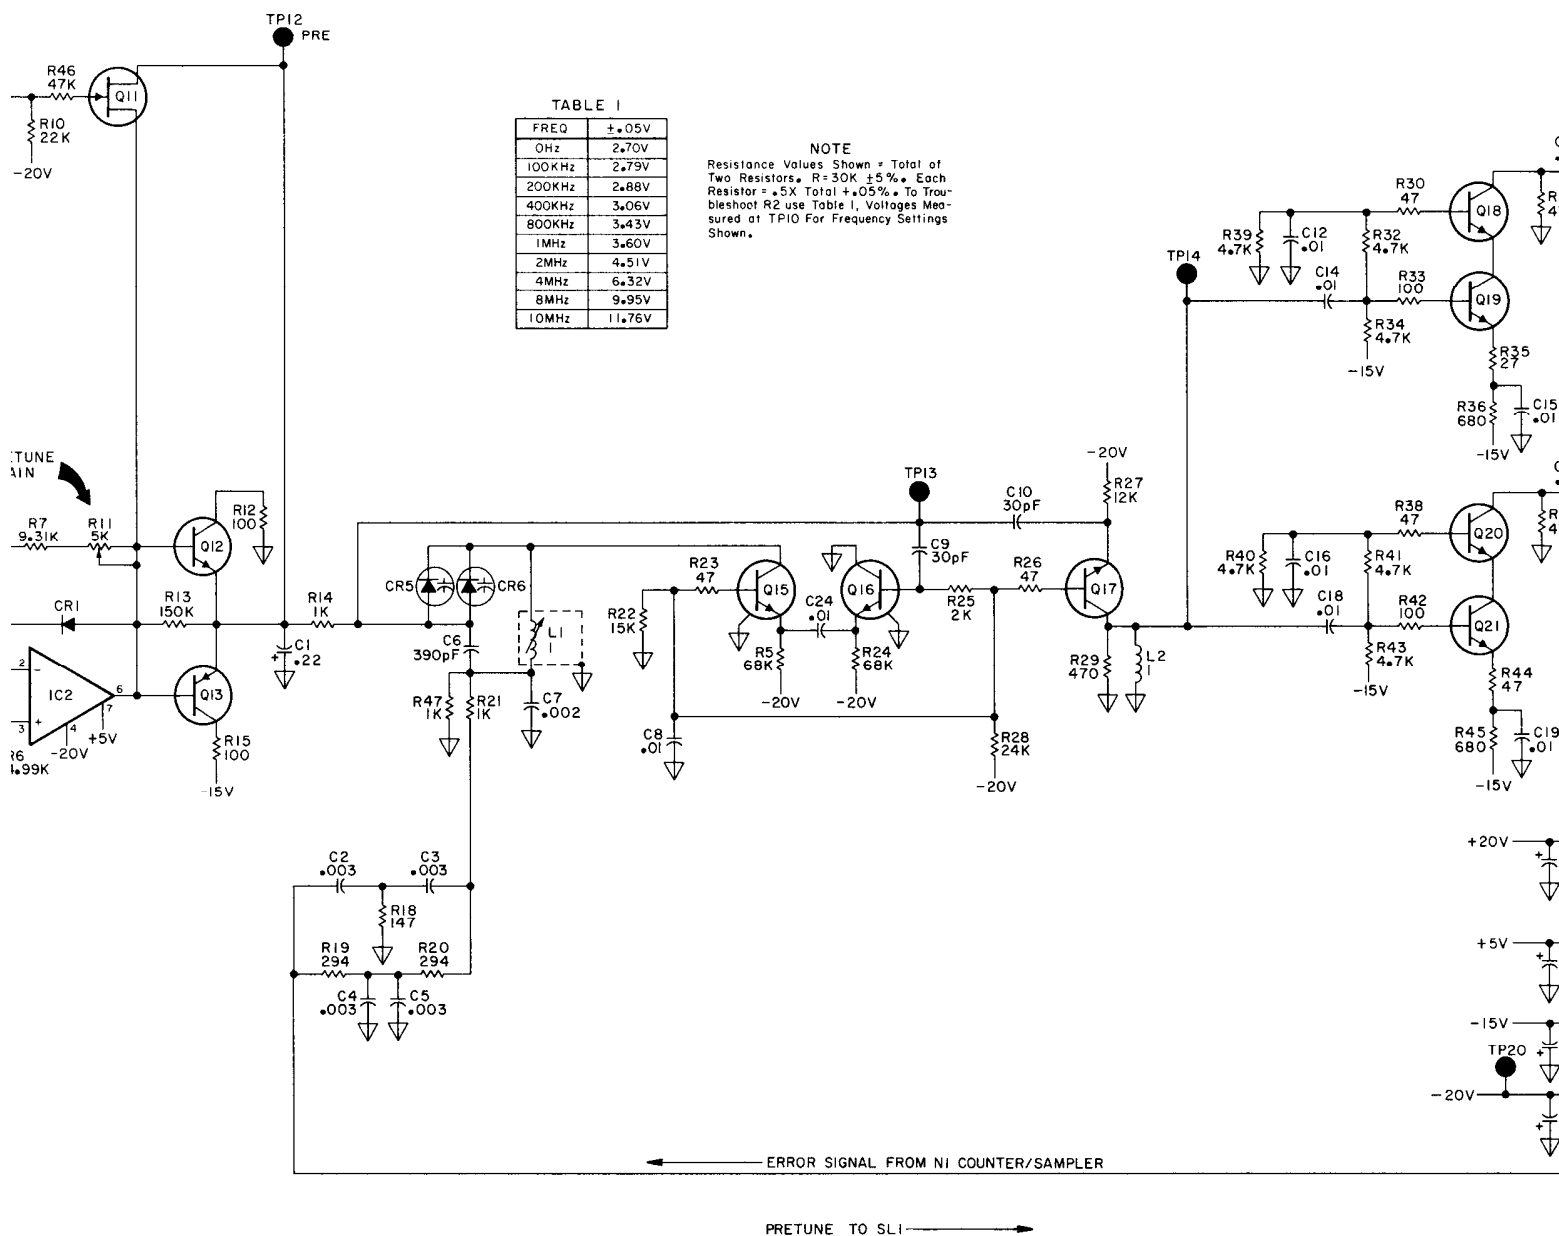 TP12
PRE
R46
47K
Q11
R10
22K
-20V
TABLE 1
FREQ ±.05V
0Hz 2.70V
100KHz 2.79V
200KHz 2.88V
400KHz 3.06V
800KHz 3.43V
1MHz 3.60V
2MHz 4.51V
4MHz 6.32V
8MHz 9.95V
10MHz 11.76V
NOTE
Resistance Values Shown = Total of
Two Resistors. R=30K ±5%. Each
Resistor = .5X Total +.05%. To Trou-
bleshoot R2 use Table 1, Voltages Mea-
sured at TP10 For Frequency Settings
Shown.
R30
47
Q18
R39
4.7K
C12
.01
R32
4.7K
TP14
C14
.01
R33
100
Q19
R34
4.7K
-15V
R35
27
R36
680
C15
.01
-15V
R7
9.31K
R11
5K
R12
100
Q12
CR1
R13
150K
R14
1K
C1
+
.22
2
-
IC2
6
7
+
3
4
-20V
+5V
Q13
R15
100
-15V
CR5
CR6
C6
390pF
L1
1
R47
1K
R21
1K
C7
.002
TP13
C10
30pF
-20V
R27
12K
C9
30pF
R23
47
Q15
R22
15K
C24
.01
Q16
R25
2K
R26
47
Q17
R5
68K
-20V
R24
68K
-20V
C8
.01
R28
24K
-20V
R29
470
L2
1
R38
47
Q20
R40
4.7K
C16
.01
R41
4.7K
C18
.01
R42
100
Q21
R43
4.7K
-15V
R44
47
R45
680
C19
.01
-15V
C2
.003
C3
.003
R18
147
R19
294
R20
294
C4
.003
C5
.003
+20V
+
+5V
+
-15V
+
TP20
-20V
+
ERROR SIGNAL FROM N1 COUNTER/SAMPLER
PRETUNE TO SL1